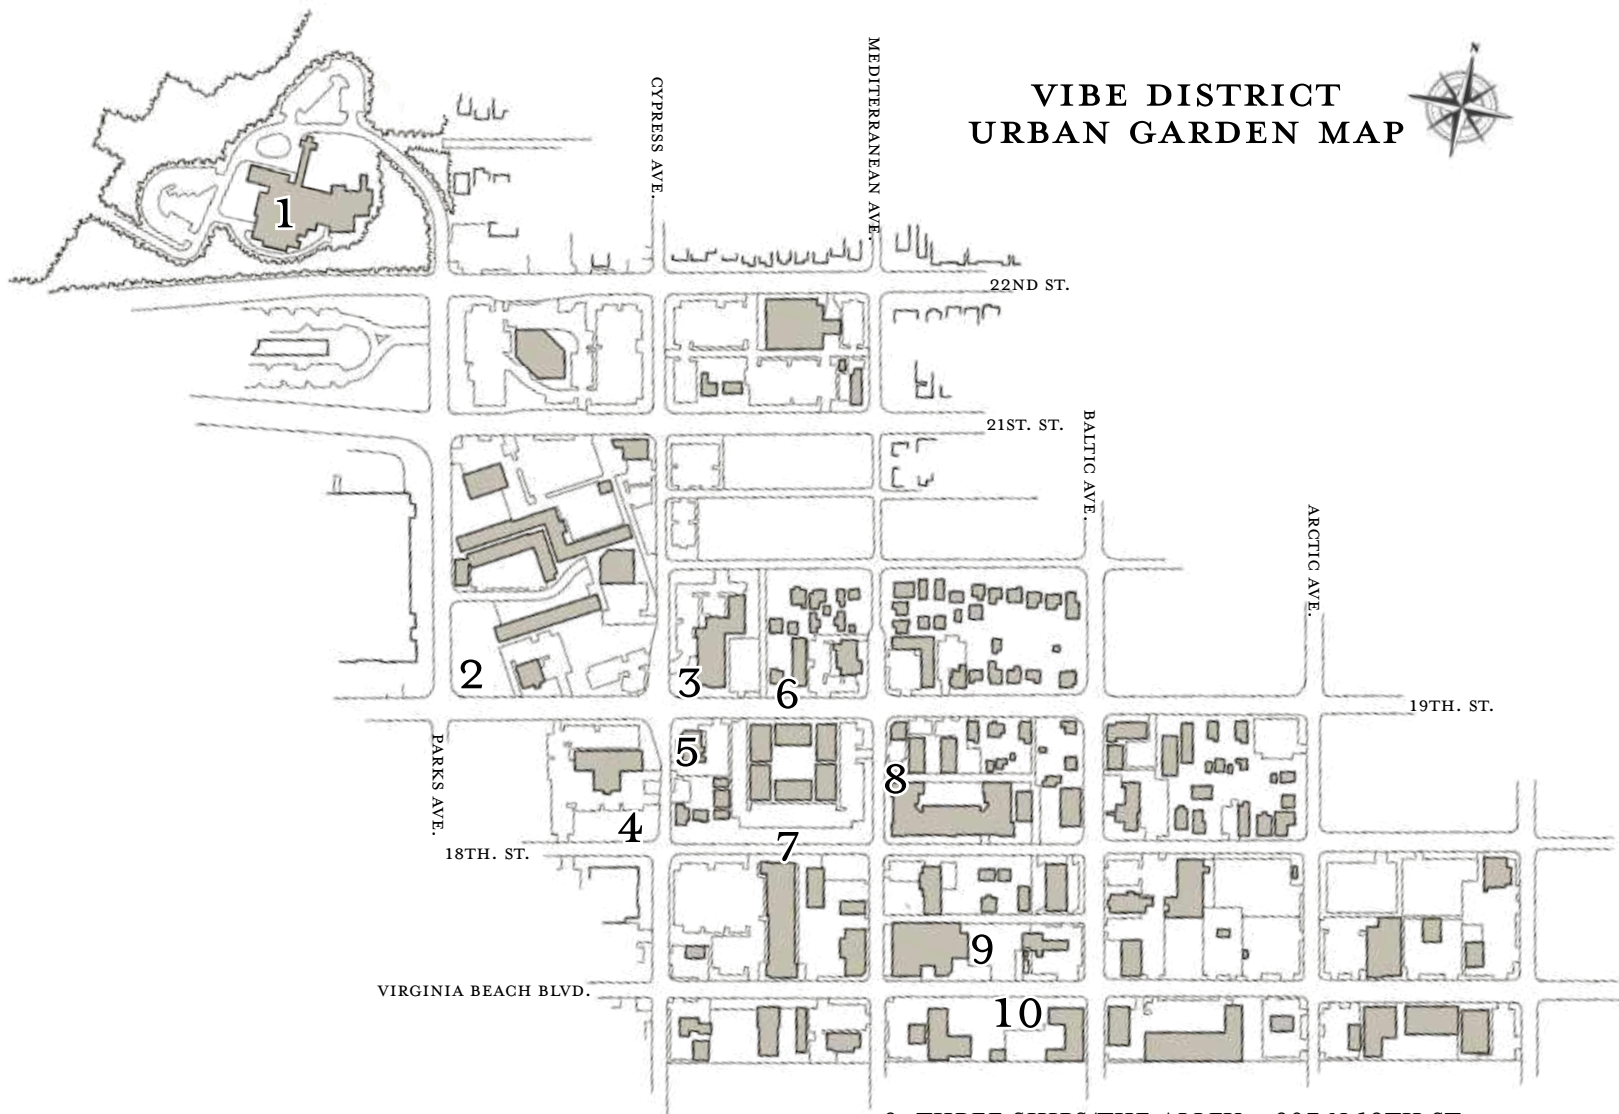 VIBE DISTRICT
URBAN GARDEN MAP
N
CYPRESS AVE.
MEDITERRANEAN AVE.
1
22ND ST.
21ST. ST.
BALTIC AVE.
ARCTIC AVE.
2
3
6
19TH. ST.
PARKS AVE.
5
8
4
7
18TH. ST.
9
VIRGINIA BEACH BLVD.
10